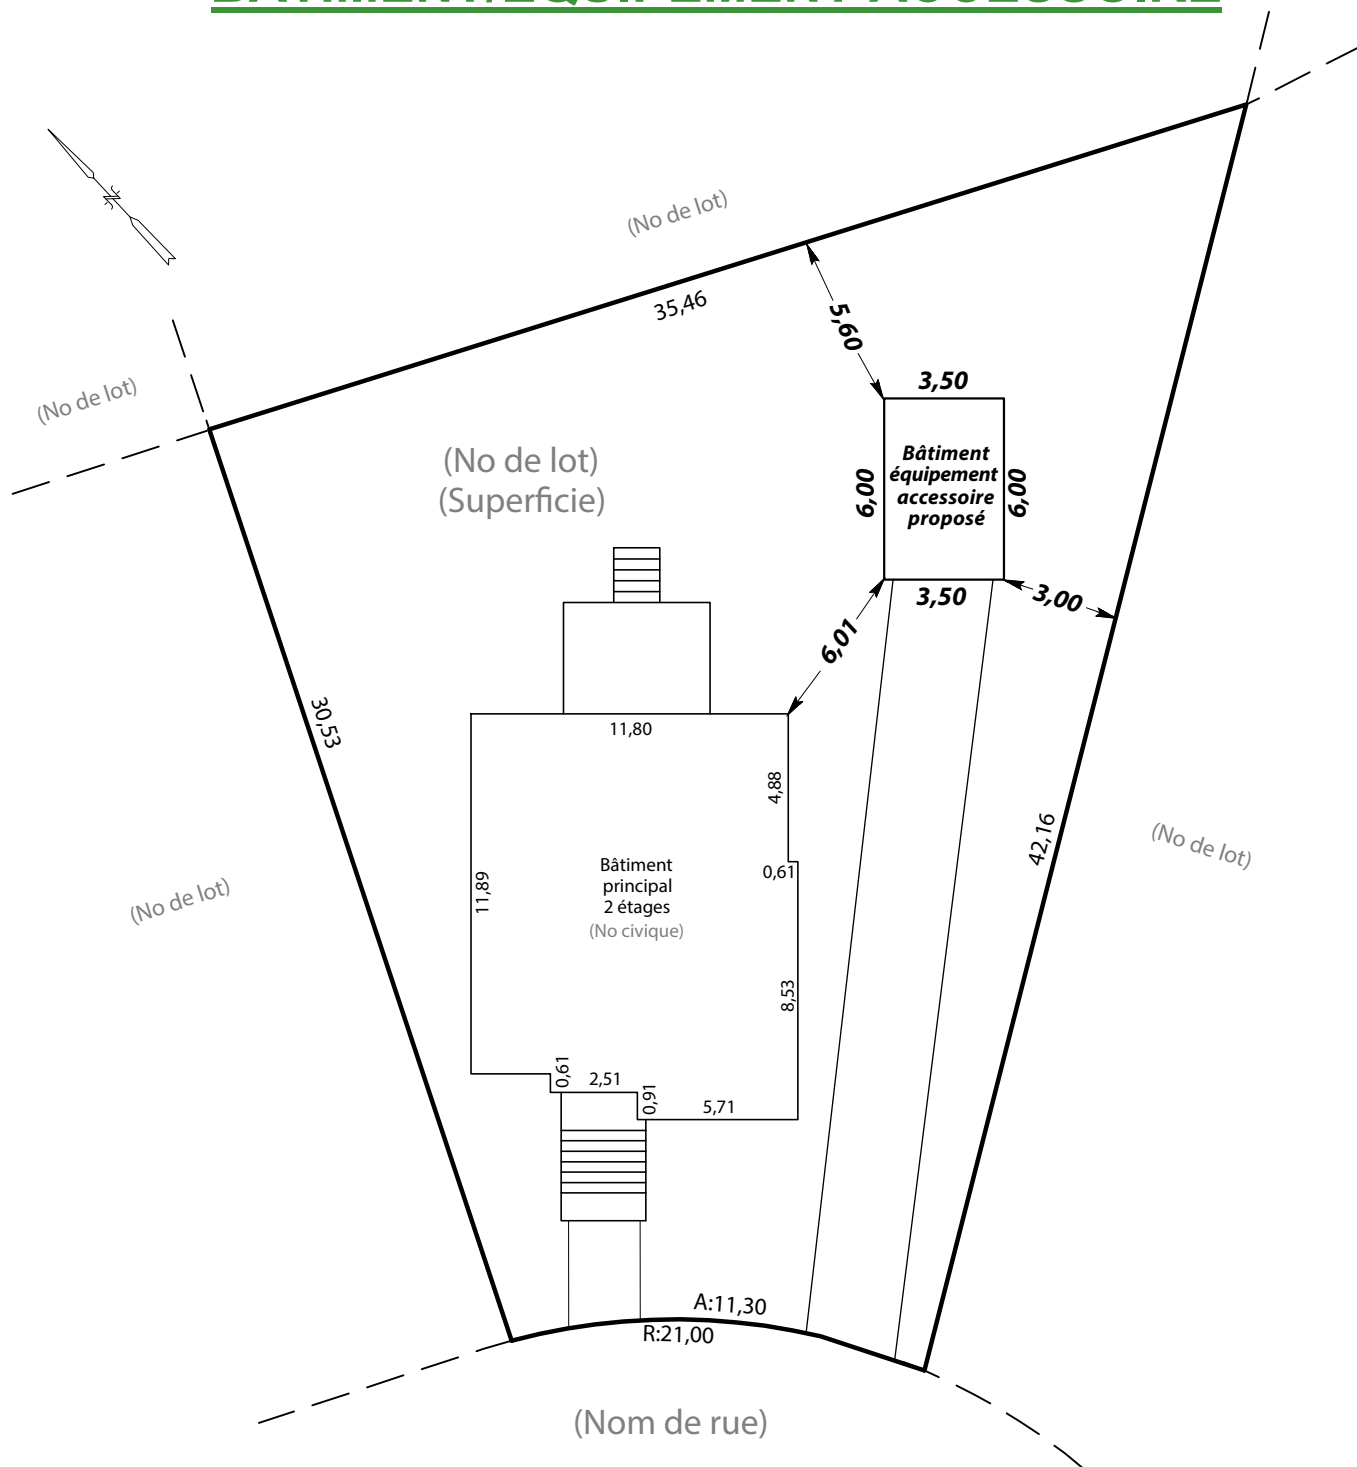 BÂTIMENT/ÉQUIPEMENT ACCESSOIRE
(No de lot)
35,46
5,60
3,50
(No de lot)
(No de lot)
(Superficie)
Bâtiment
équipement
accessoire
proposé
6,00
6,00
3,50
3,00
6,01
30,53
11,80
4,88
42,16
(No de lot)
0,61
Bâtiment
principal
2 étages
(No civique)
11,89
(No de lot)
8,53
0,61
2,51
0,91
5,71
A:11,30
R:21,00
(Nom de rue)